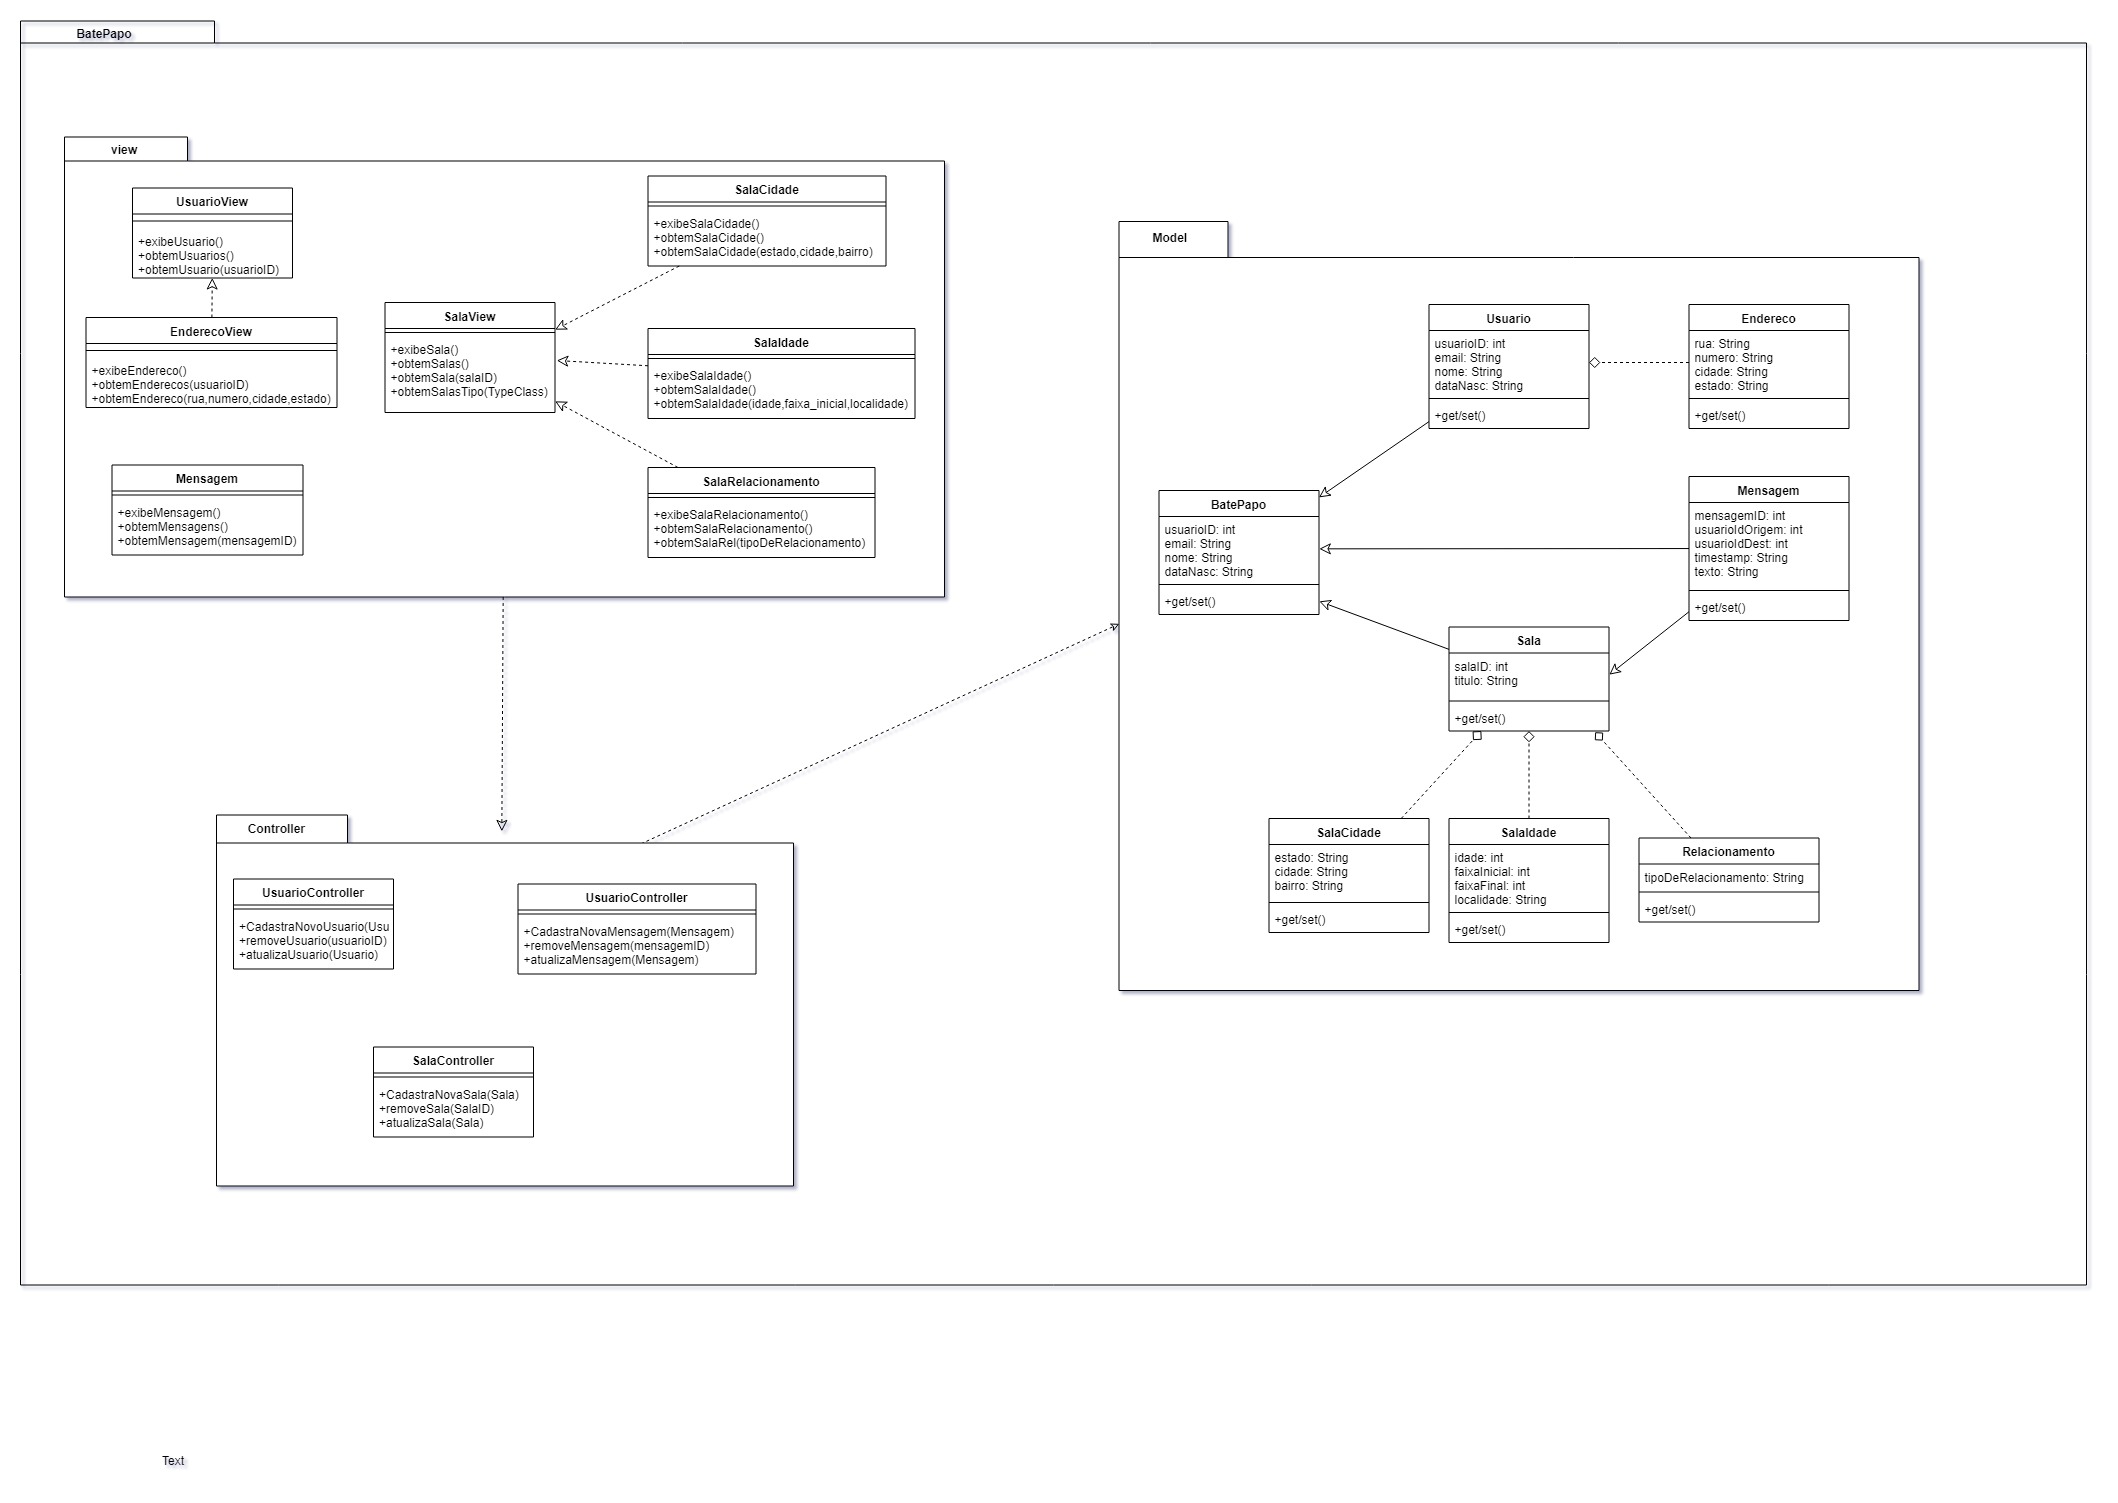 BatePapo
view
UsuarioView
+exibeUsuario()
+obtemUsuarios()
+obtemUsuario(usuarioID)
EnderecoView
+exibeEndereco()
+obtemEnderecos(usuarioID)
+obtemEndereco(rua,numero,cidade,estado)
Mensagem
+exibeMensagem()
+obtemMensagens()
+obtemMensagem(mensagemID)
SalaView
+exibeSala()
+obtemSalas()
+obtemSala(salaID)
+obtemSalasTipo(TypeClass)
SalaCidade
+exibeSalaCidade()
+obtemSalaCidade()
+obtemSalaCidade(estado,cidade,bairro)
SalaIdade
+exibeSalaIdade()
+obtemSalaIdade()
+obtemSalaIdade(idade,faixa_inicial,localidade)
SalaRelacionamento
+exibeSalaRelacionamento()
+obtemSalaRelacionamento()
+obtemSalaRel(tipoDeRelacionamento)
Model
Usuario
usuarioID: int
email: String
nome: String
dataNasc: String
+get/set()
Endereco
rua: String
numero: String
cidade: String
estado: String
+get/set()
BatePapo
usuarioID: int
email: String
nome: String
dataNasc: String
+get/set()
Mensagem
mensagemID: int
usuarioIdOrigem: int
usuarioIdDest: int
timestamp: String
texto: String
+get/set()
Sala
salaID: int
titulo: String
+get/set()
SalaCidade
estado: String
cidade: String
bairro: String
+get/set()
SalaIdade
idade: int
faixaInicial: int
faixaFinal: int
localidade: String
+get/set()
Relacionamento
tipoDeRelacionamento: String
+get/set()
Controller
UsuarioController
+CadastraNovoUsuario(Usu
+removeUsuario(usuarioID)
+atualizaUsuario(Usuario)
UsuarioController
+CadastraNovaMensagem(Mensagem)
+removeMensagem(mensagemID)
+atualizaMensagem(Mensagem)
SalaController
+CadastraNovaSala(Sala)
+removeSala(SalaID)
+atualizaSala(Sala)
Text